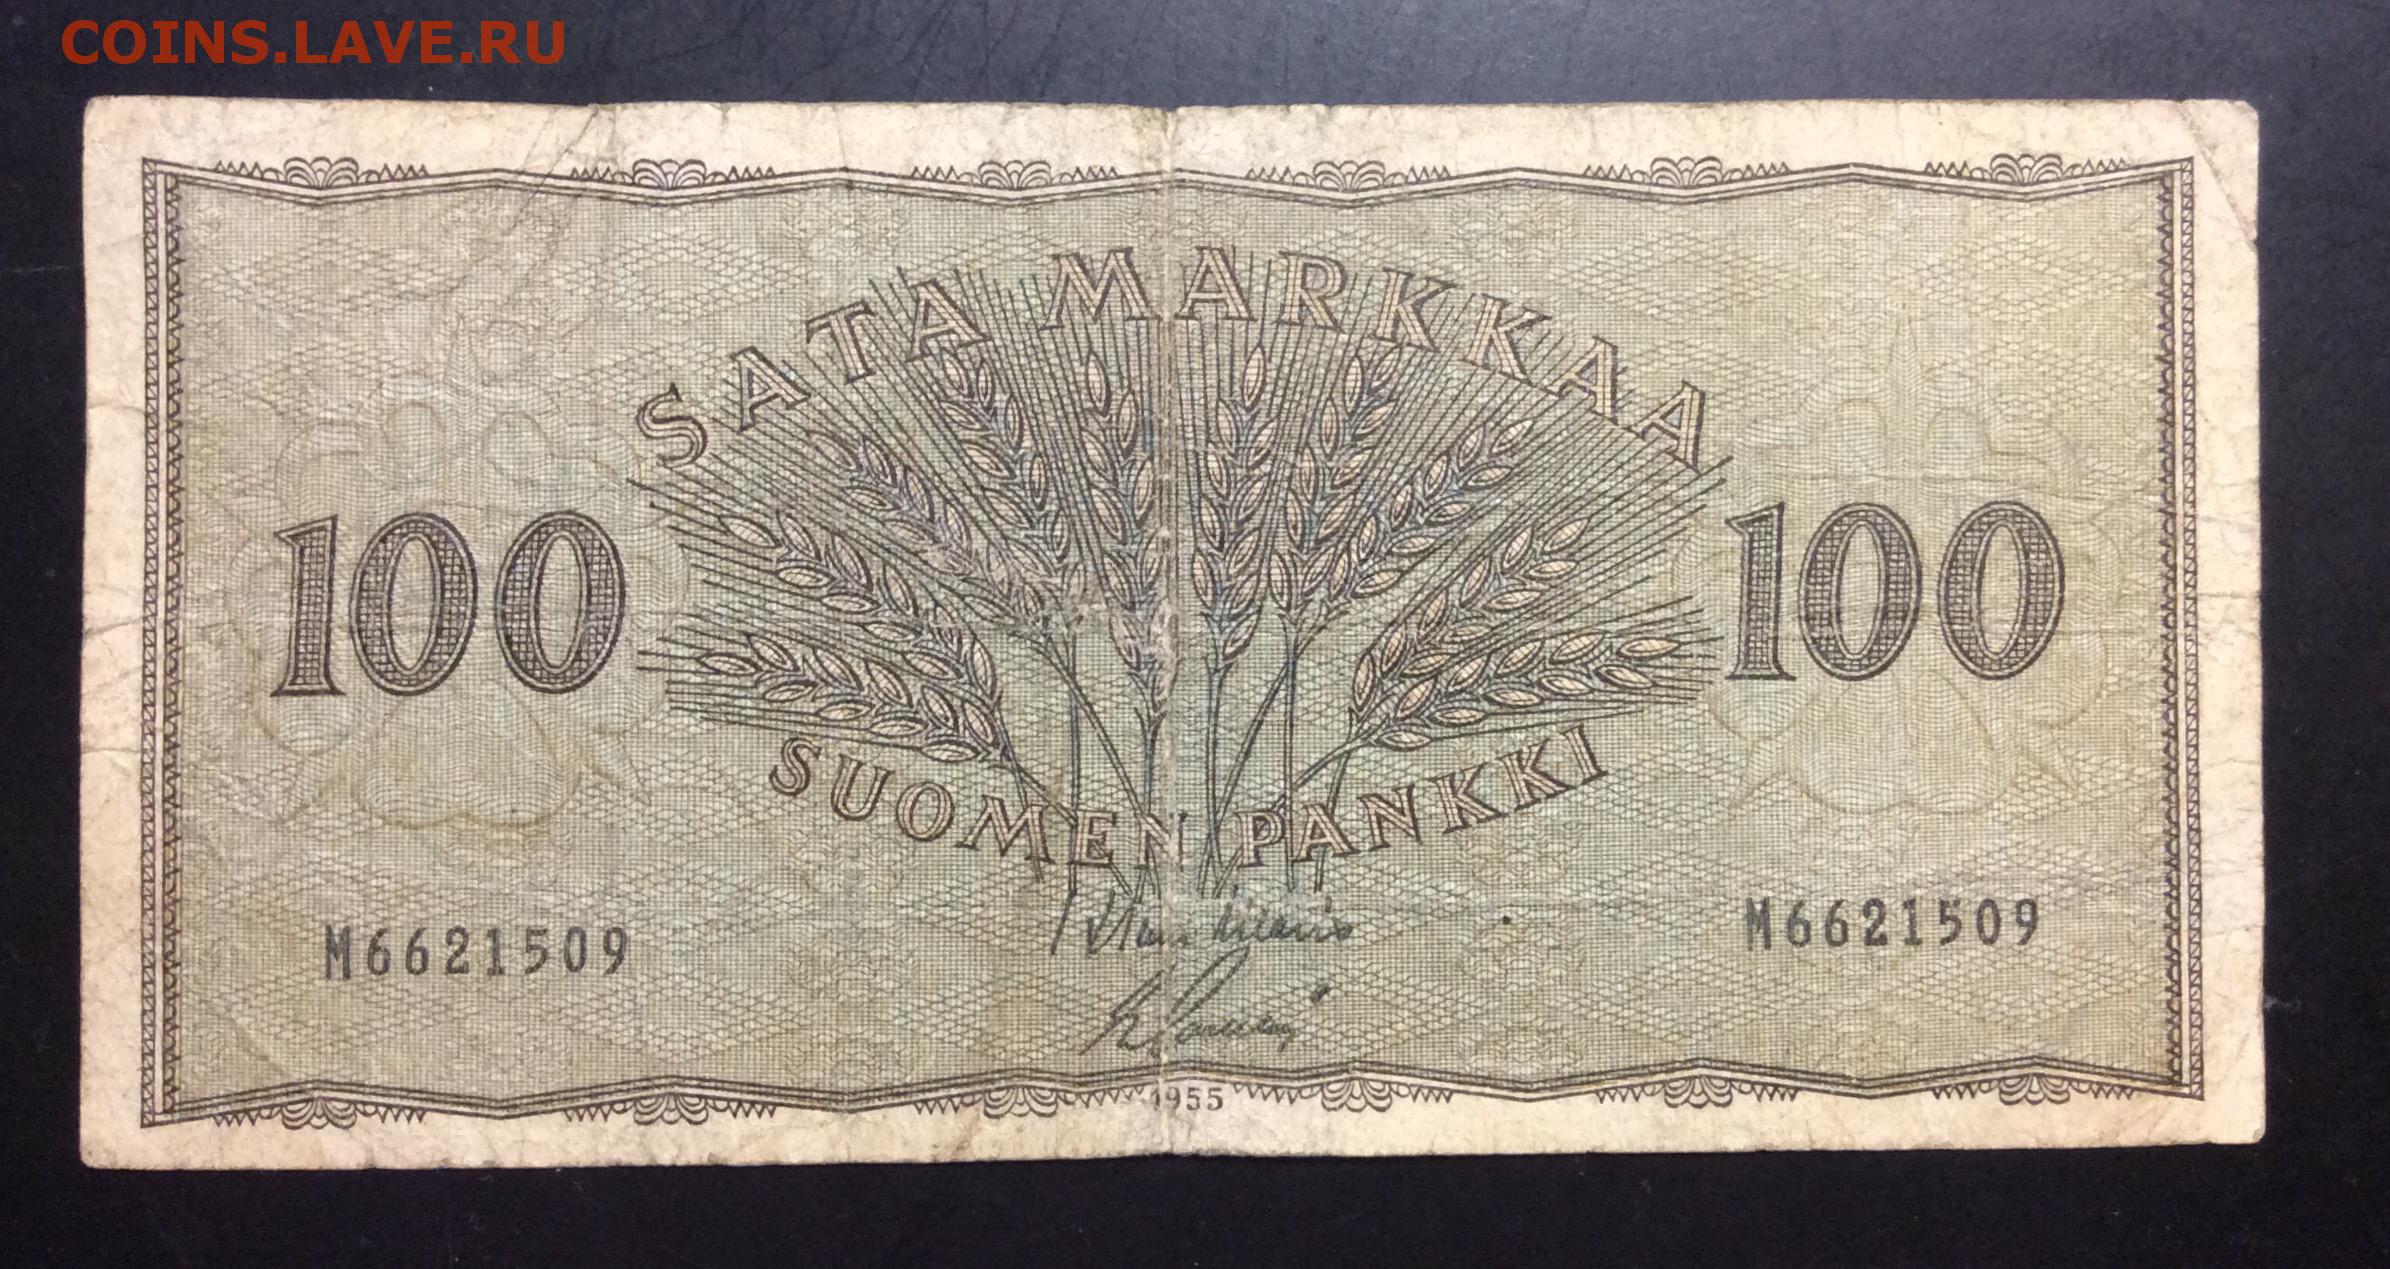 COINS.LAVE.RU
SATA MARKKAA
100 100
SUOMEN PANKKI
M6621509 M6621509
1955